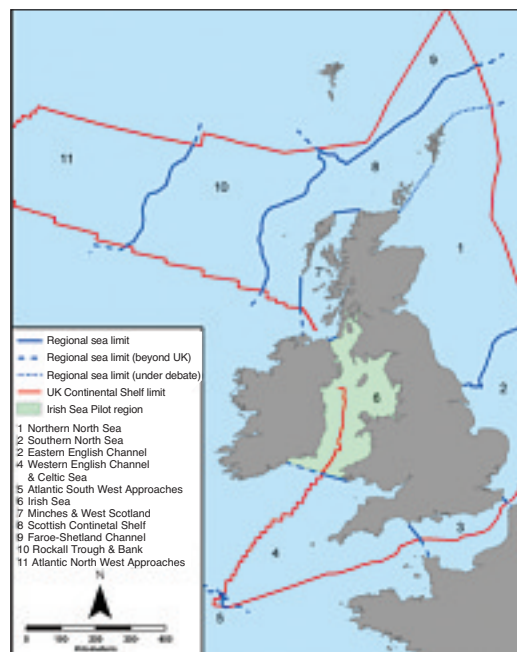 9
11
8
10
1
7
Regional sea limit
Regional sea limit (beyond UK)
Regional sea limit (under debate)
UK Continental Shelf limit
Irish Sea Pilot region
6
2
1 Northern North Sea
2 Southern North Sea
2 Eastern English Channel
4 Western English Channel
& Celtic Sea
5 Atlantic South West Approaches
6 Irish Sea
7 Minches & West Scotland
8 Scottish Continetal Shelf
9 Faroe-Shetland Channel
10 Rockall Trough & Bank
11 Atlantic North West Approaches
3
4
5
N
0 100 200 300 400
Kilometers